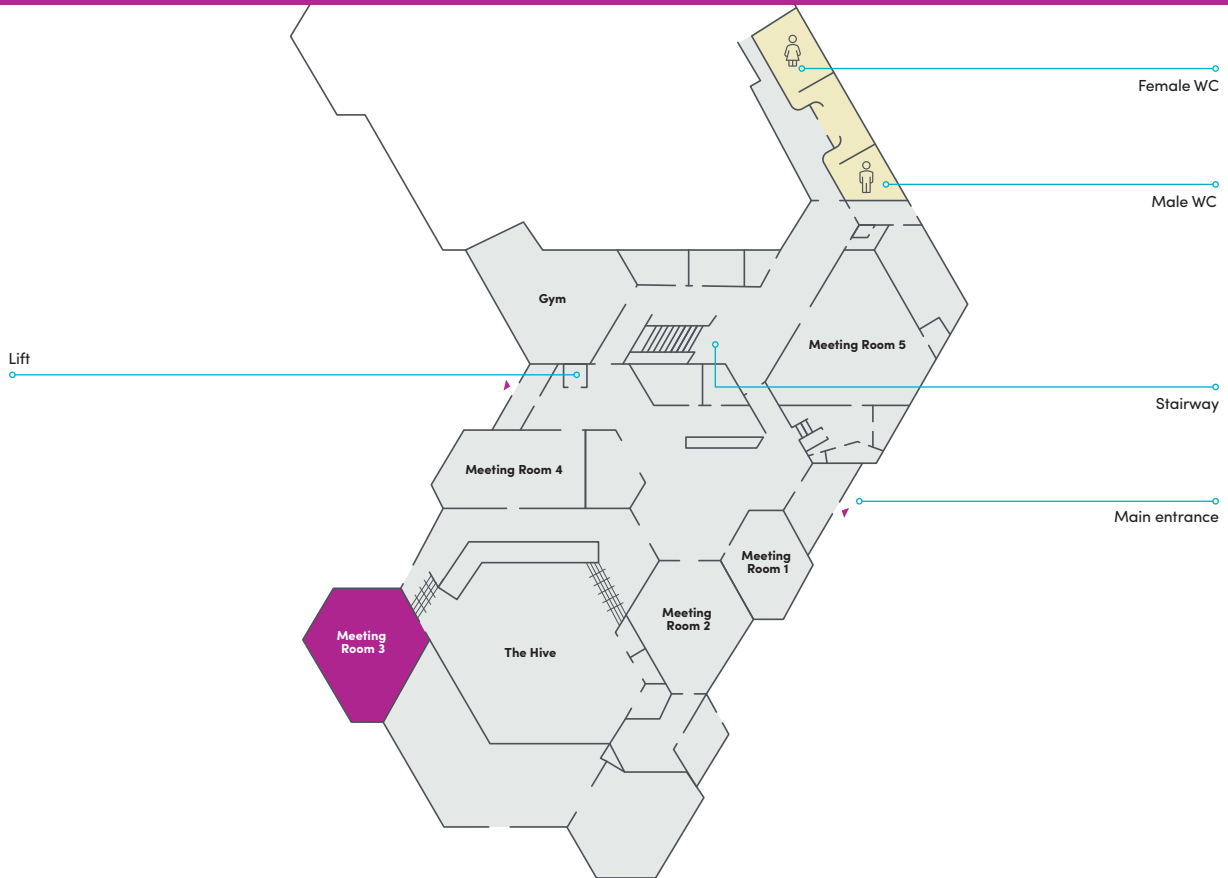 Female WC
Male WC
Gym
Meeting Room 5
Lift
Stairway
Meeting Room 4
Main entrance
Meeting
Room 1
Meeting
Room 2
Meeting
Room 3
The Hive